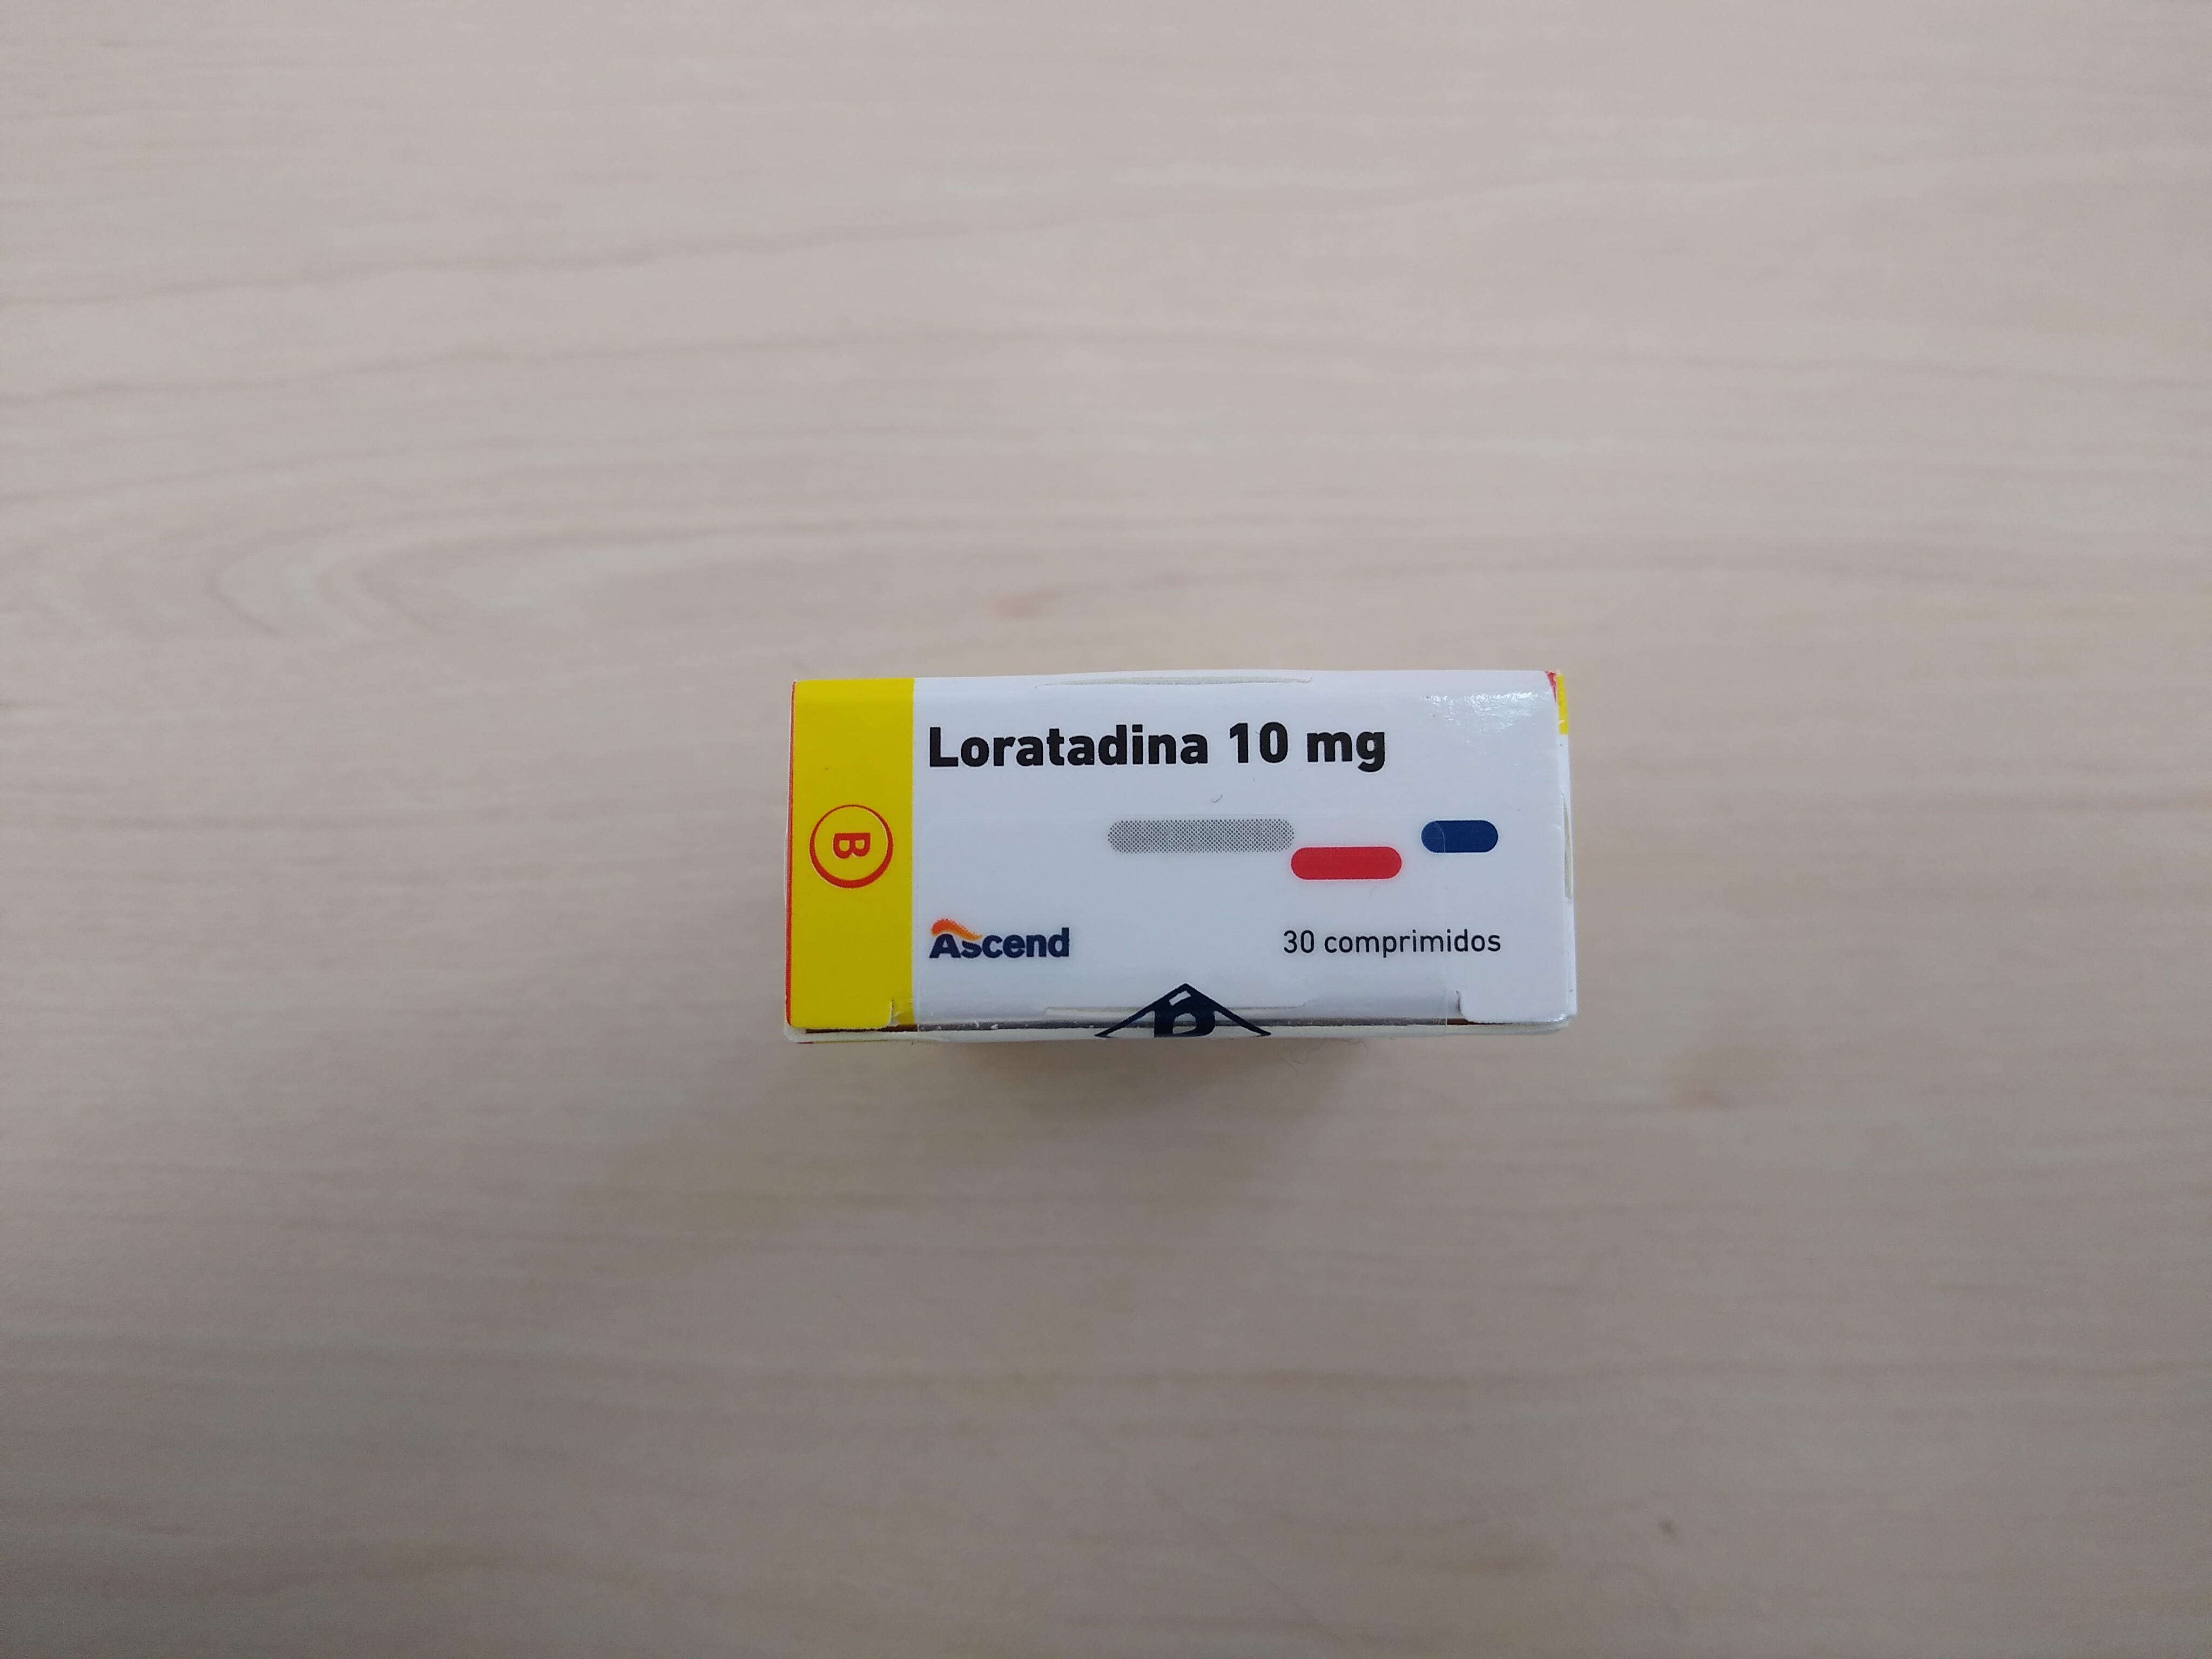 Loratadina 10 mg
B
Ascend
30 comprimidos